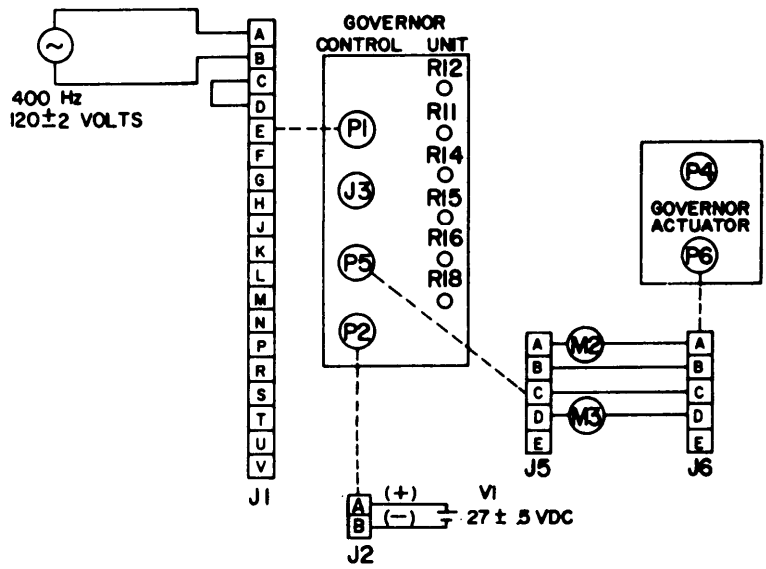 GOVERNOR
CONTROL UNIT
~
400 Hz
120±2 VOLTS
A
B
C
D
E
F
G
H
J
K
L
M
N
P
R
S
T
U
V
J1
P1
J3
P5
P2
R12
R11
R14
R15
R16
R18
P4
GOVERNOR
ACTUATOR
P6
A
B
C
D
E
J5
M2
M3
A
B
C
D
E
J6
A
B
J2
(+)
(-)
V1
27 ± .5 VDC